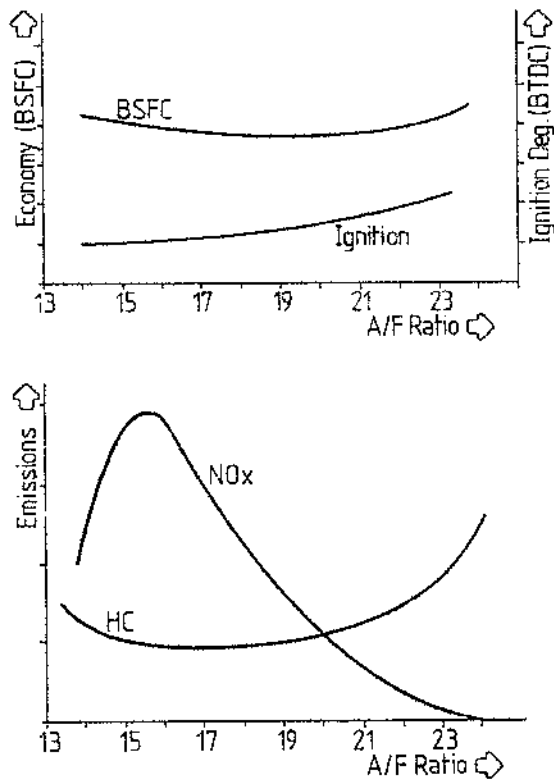 Economy (BSFC)
Ignition Deg. (BTDC)
BSFC
Ignition
13 15 17 19 21 23
A/F Ratio
Emissions
NOx
HC
13 15 17 19 21 23
A/F Ratio